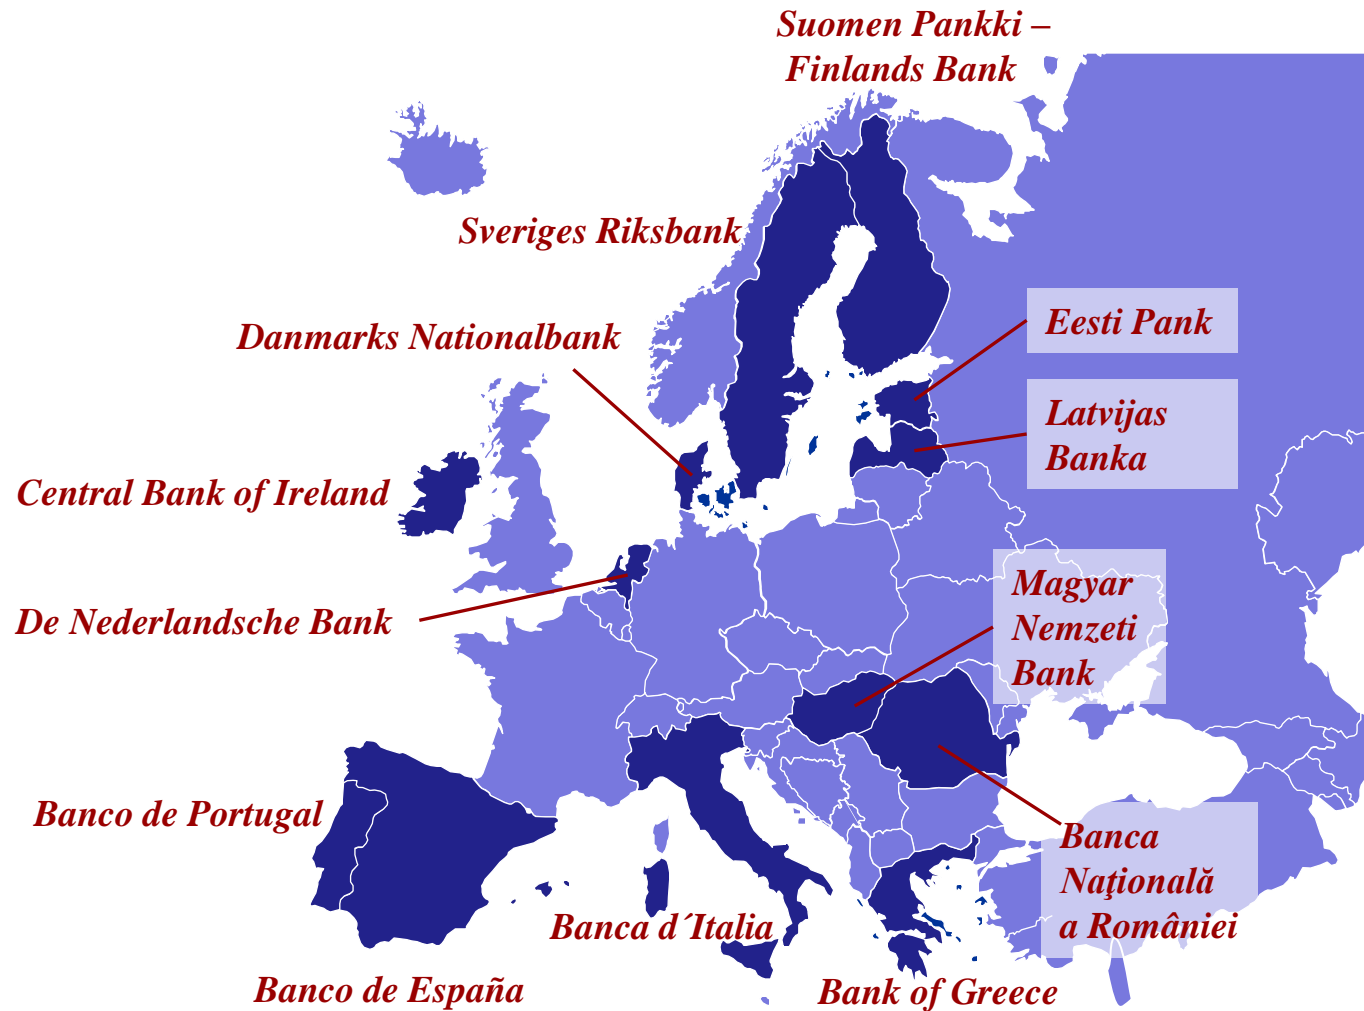 Suomen Pankki –
Finlands Bank
Sveriges Riksbank
Danmarks Nationalbank
Eesti Pank
Latvijas
Banka
Central Bank of Ireland
De Nederlandsche Bank
Magyar
Nemzeti
Bank
Banco de Portugal
Banca
Naţională
a României
Banca d´Italia
Banco de España
Bank of Greece